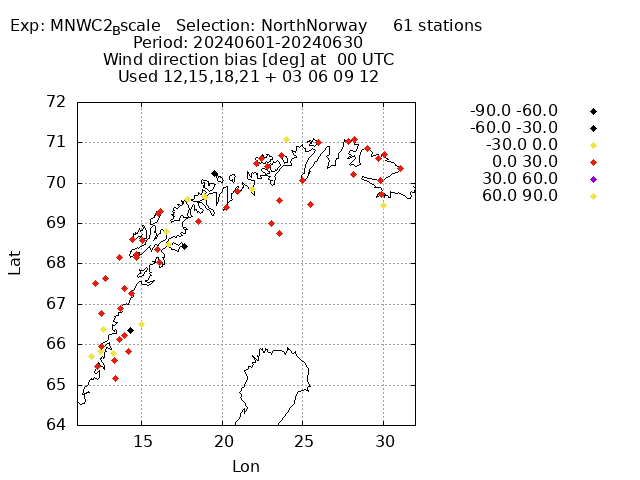 Exp: MNWC2_Bscale Selection: NorthNorway 61 stations
Period: 20240601-20240630
Wind direction bias [deg] at 00 UTC
Used 12,15,18,21 + 03 06 09 12
72
71
70
69
68
67
66
65
64
Lat
15 20 25 30
Lon
-90.0 -60.0
-60.0 -30.0
-30.0 0.0
0.0 30.0
30.0 60.0
60.0 90.0